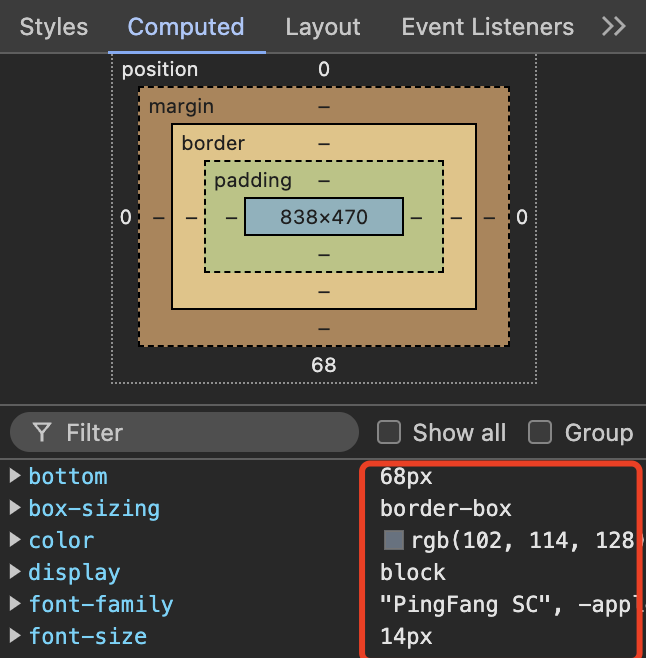 Styles Computed Layout Event Listeners
position 0
margin –
border –
padding –
0 – – – 838×470 – – – 0
–
–
–
68
Filter Show all Group
bottom 68px
box-sizing border-box
color rgb(102, 114, 128
display block
font-family "PingFang SC", -appl
font-size 14px